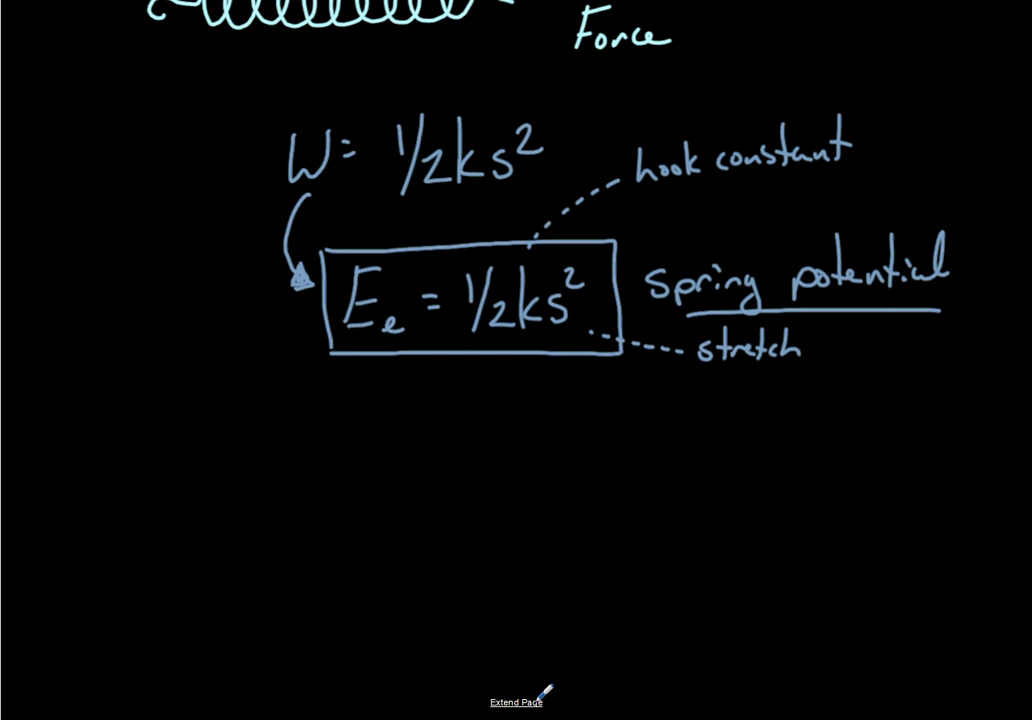 Force
W = 1/2ks²
hook constant
Ee = 1/2ks²
spring potential
stretch
Extend Page